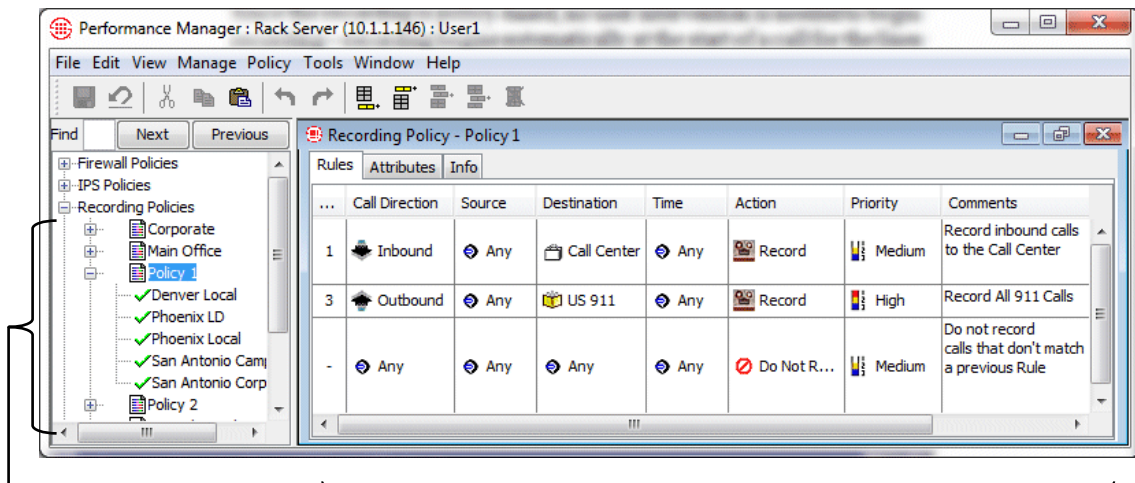 Performance Manager : Rack Server (10.1.1.146) : User1
File Edit View Manage Policy Tools Window Help
Find Next Previous
Firewall Policies
IPS Policies
Recording Policies
Corporate
Main Office
Policy 1
Denver Local
Phoenix LD
Phoenix Local
San Antonio Camp
San Antonio Corp
Policy 2
Recording Policy - Policy 1
Rules Attributes Info
... Call Direction Source Destination Time Action Priority Comments
1 Inbound Any Call Center Any Record Medium Record inbound calls
to the Call Center
3 Outbound Any US 911 Any Record High Record All 911 Calls
- Any Any Any Any Do Not R... Medium Do not record
calls that don't match
a previous Rule